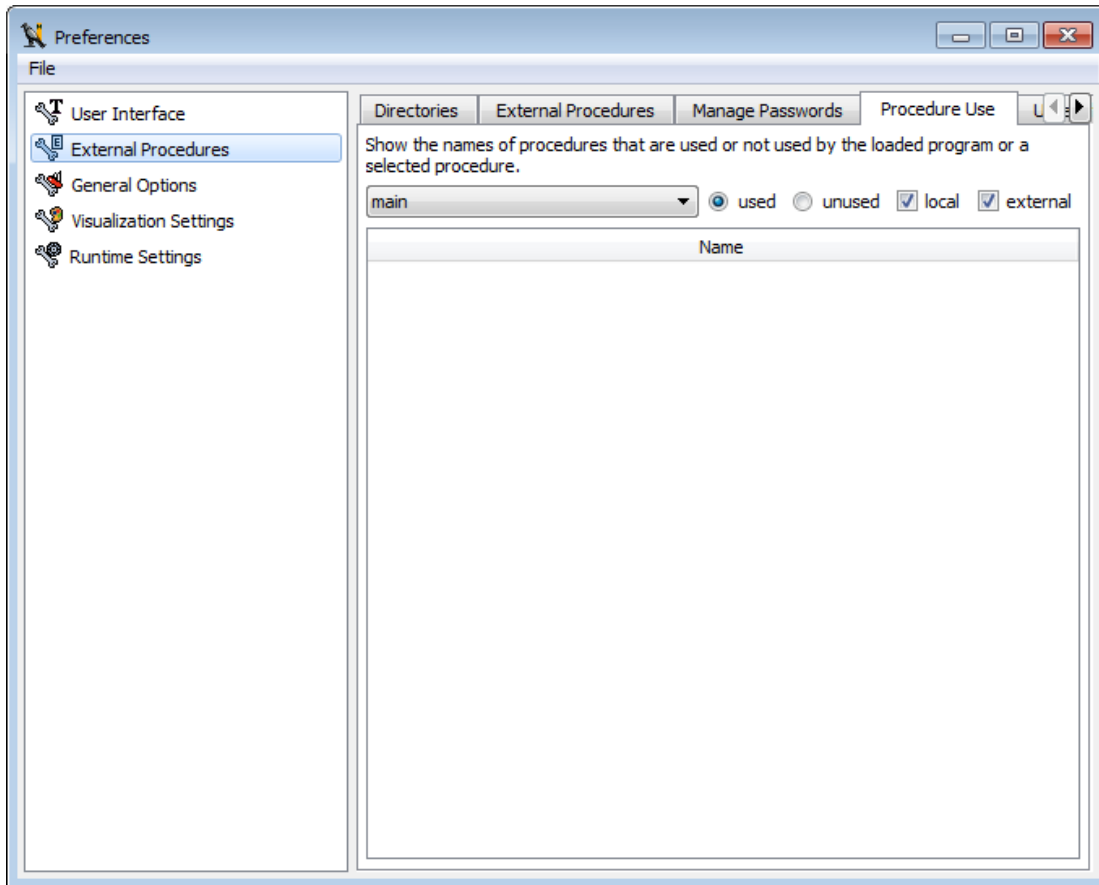 Preferences
File
User Interface
External Procedures
General Options
Visualization Settings
Runtime Settings
Directories External Procedures Manage Passwords Procedure Use
Show the names of procedures that are used or not used by the loaded program or a
selected procedure.
main used unused local external
Name